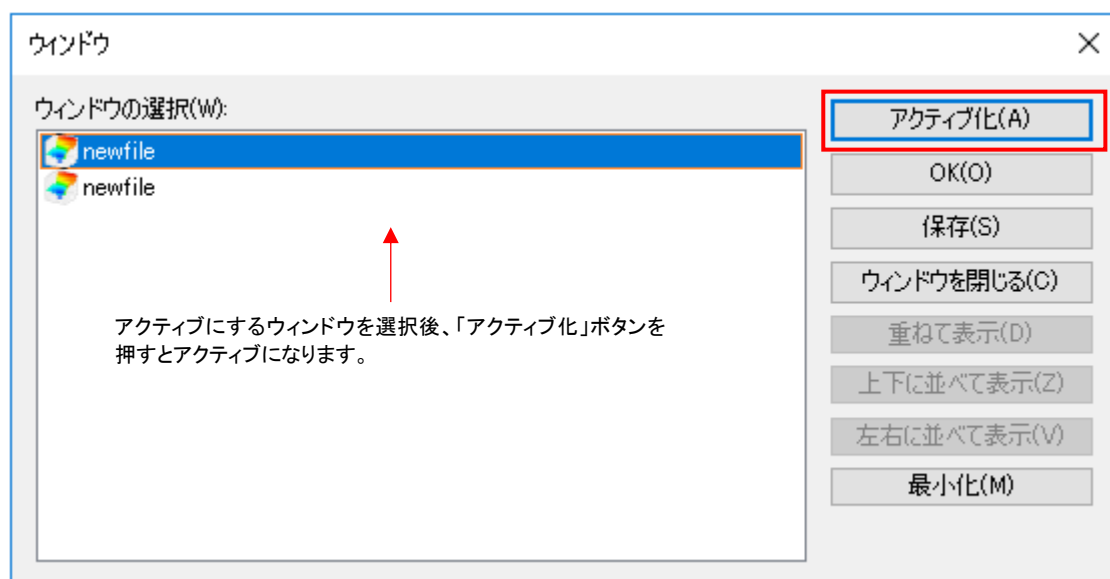 ウィンドウ
ウィンドウの選択(W):
newfile
newfile
アクティブにするウィンドウを選択後、「アクティブ化」ボタンを
押すとアクティブになります。
アクティブ化(A)
OK(O)
保存(S)
ウィンドウを閉じる(C)
重ねて表示(D)
上下に並べて表示(Z)
左右に並べて表示(V)
最小化(M)